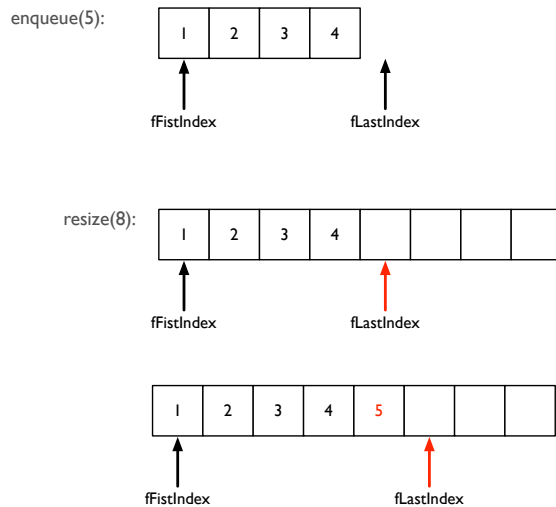 enqueue(5):
1 2 3 4
fFistIndex fLastIndex
resize(8):
1 2 3 4
fFistIndex fLastIndex
1 2 3 4 5
fFistIndex fLastIndex